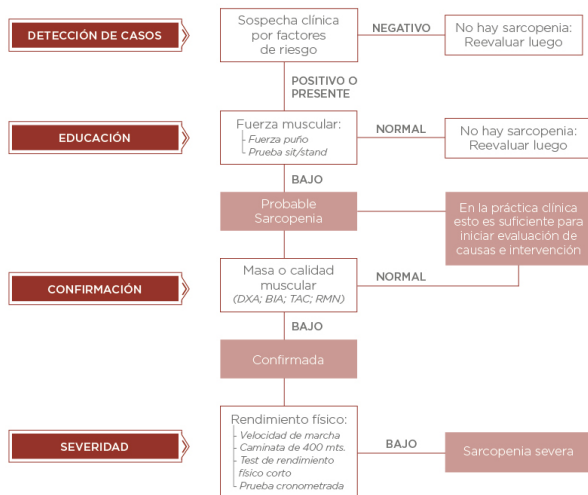 DETECCIÓN DE CASOS
Sospecha clínica
por factores
de riesgo
NEGATIVO
No hay sarcopenia:
Reevaluar luego
POSITIVO O
PRESENTE
EDUCACIÓN
Fuerza muscular:
- Fuerza puño
- Prueba sit/stand
NORMAL
No hay sarcopenia:
Reevaluar luego
BAJO
Probable
Sarcopenia
En la práctica clínica
esto es suficiente para
iniciar evaluación de
causas e intervención
CONFIRMACIÓN
Masa o calidad
muscular
(DXA; BIA; TAC; RMN)
NORMAL
BAJO
Confirmada
SEVERIDAD
Rendimiento físico:
- Velocidad de marcha
- Caminata de 400 mts.
- Test de rendimiento
físico corto
- Prueba cronometrada
BAJO
Sarcopenia severa